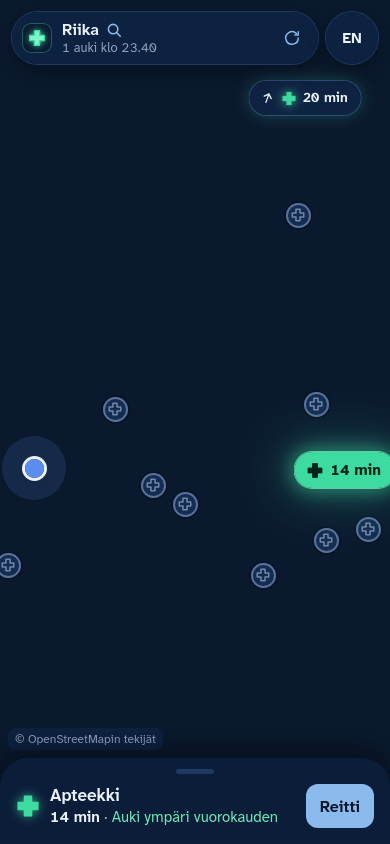 Riika
1 auki klo 23.40
EN
20 min
14 min
© OpenStreetMapin tekijät
Apteekki
14 min · Auki ympäri vuorokauden
Reitti